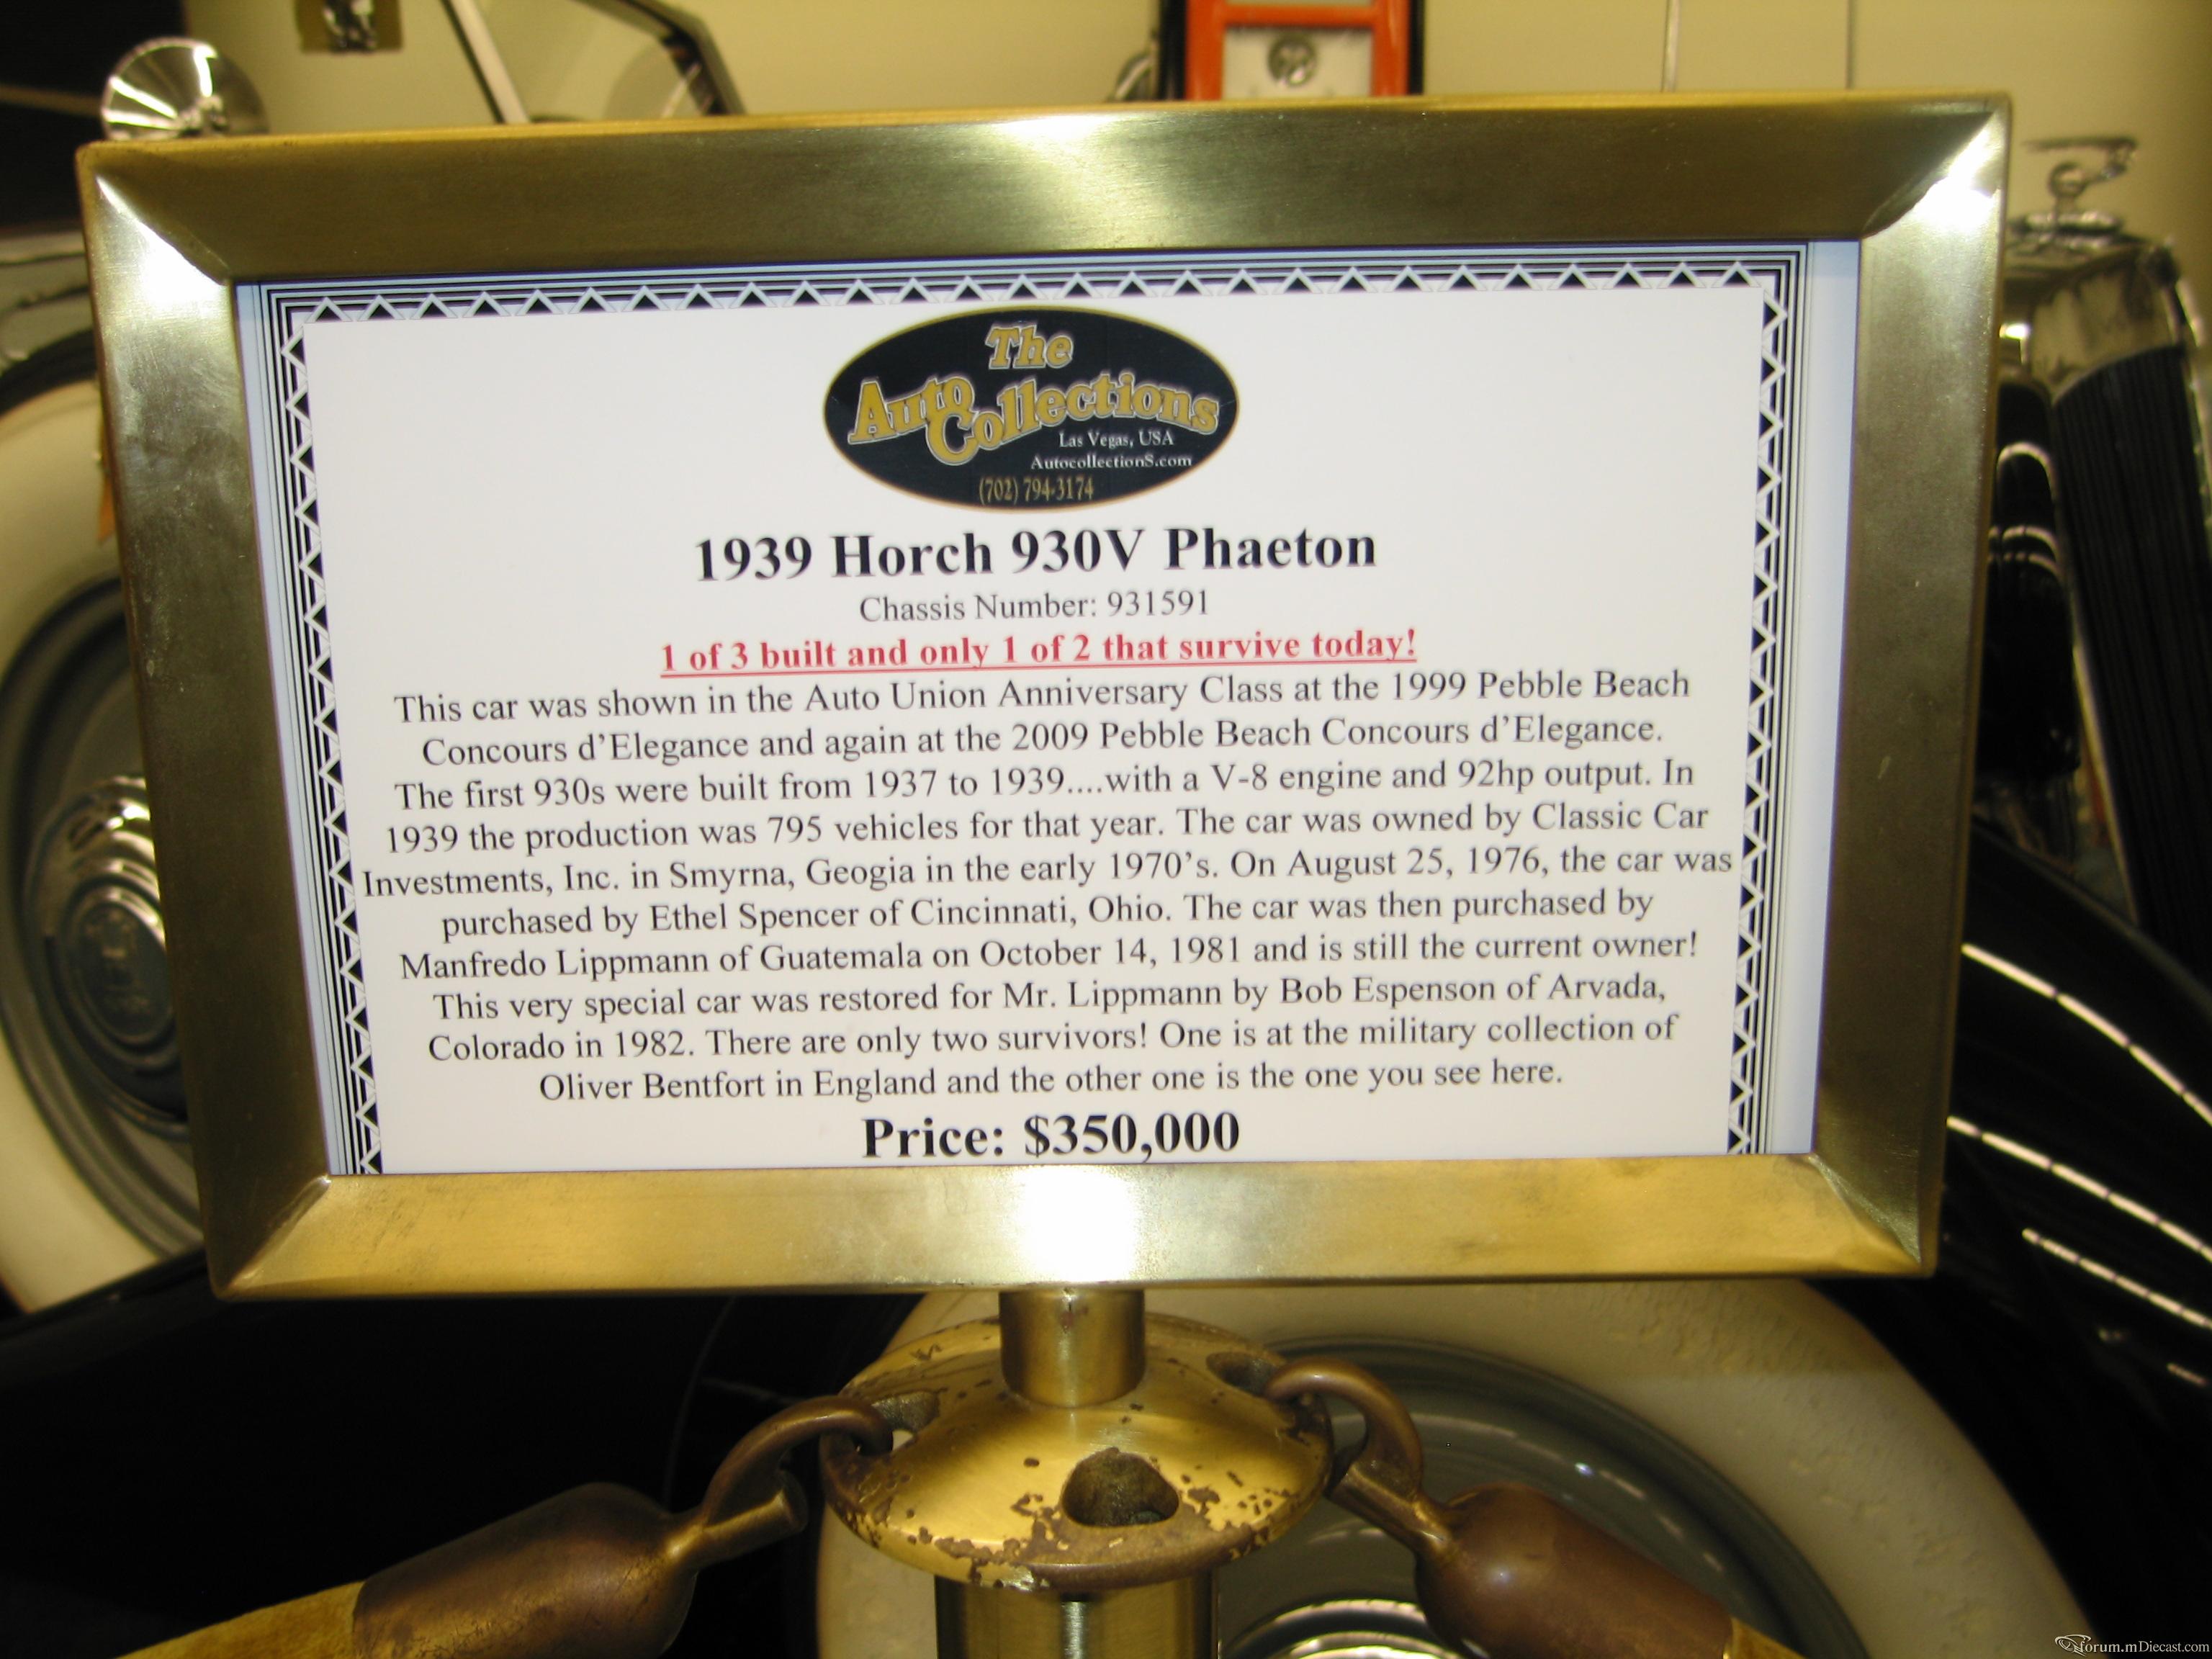 The
Auto
Collections
Las Vegas, USA
AutocollectionS.com
(702) 794-3174
1939 Horch 930V Phaeton
Chassis Number: 931591
1 of 3 built and only 1 of 2 that survive today!
This car was shown in the Auto Union Anniversary Class at the 1999 Pebble Beach
Concours d’Elegance and again at the 2009 Pebble Beach Concours d’Elegance.
The first 930s were built from 1937 to 1939....with a V-8 engine and 92hp output. In
1939 the production was 795 vehicles for that year. The car was owned by Classic Car
Investments, Inc. in Smyrna, Geogia in the early 1970’s. On August 25, 1976, the car was
purchased by Ethel Spencer of Cincinnati, Ohio. The car was then purchased by
Manfredo Lippmann of Guatemala on October 14, 1981 and is still the current owner!
This very special car was restored for Mr. Lippmann by Bob Espenson of Arvada,
Colorado in 1982. There are only two survivors! One is at the military collection of
Oliver Bentfort in England and the other one is the one you see here.
Price: $350,000
forum.mDiecast.com